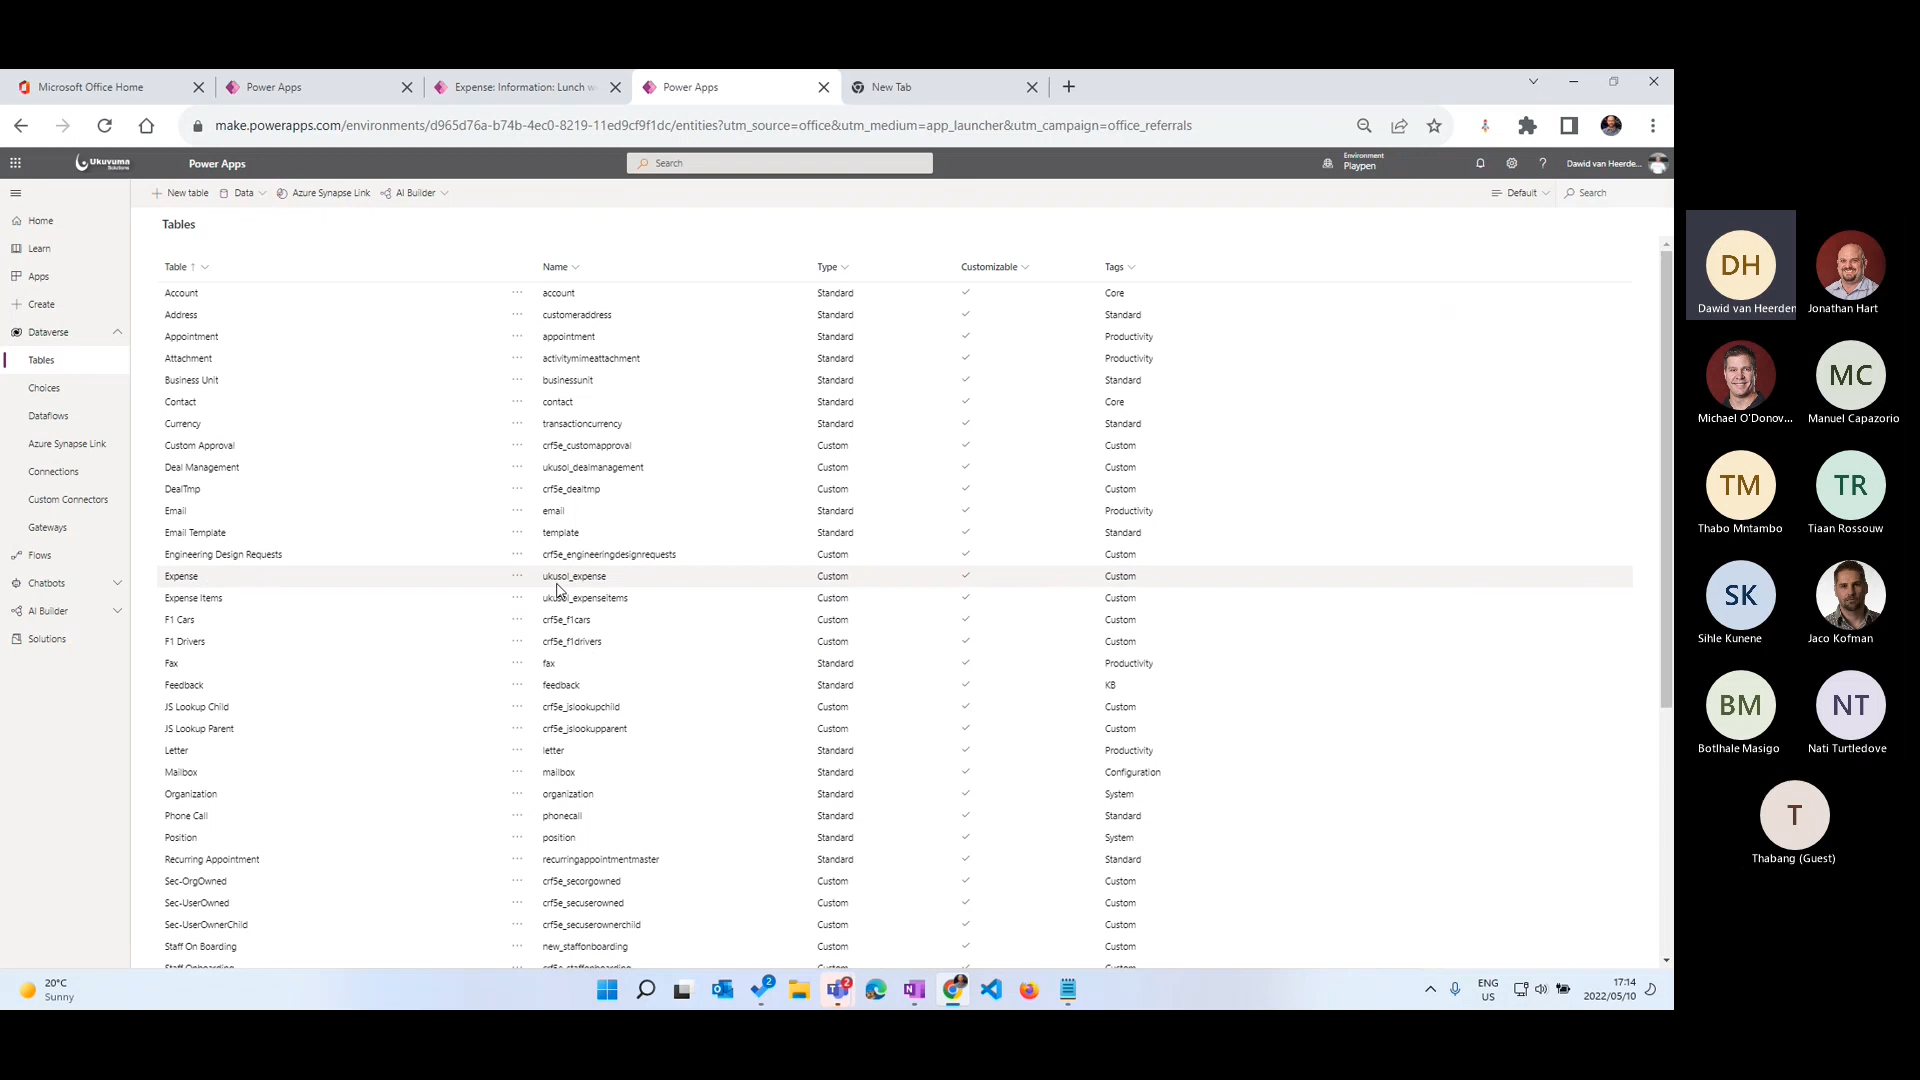 Microsoft Office Home
Power Apps
Expense: Information: Lunch w
Power Apps
New Tab
make.powerapps.com/environments/d965d76a-b74b-4ec0-8219-11ed9cf9f1dc/entities?utm_source=office&utm_medium=app_launcher&utm_campaign=office_referrals
Ukuvuma
Solutions
Power Apps
Search
Environment
Playpen
Dawid van Heerde...
New table
Data
Azure Synapse Link
AI Builder
Default
Search
Home
Learn
Apps
Create
Dataverse
Tables
Choices
Dataflows
Azure Synapse Link
Connections
Custom Connectors
Gateways
Flows
Chatbots
AI Builder
Solutions
Tables
Table Name Type Customizable Tags
Account account Standard Core
Address customeraddress Standard Standard
Appointment appointment Standard Productivity
Attachment activitymimeattachment Standard Productivity
Business Unit businessunit Standard Standard
Contact contact Standard Core
Currency transactioncurrency Standard Standard
Custom Approval crf5e_customapproval Custom Custom
Deal Management ukusol_dealmanagement Custom Custom
DealTmp crf5e_dealtmp Custom Custom
Email email Standard Productivity
Email Template template Standard Standard
Engineering Design Requests crf5e_engineeringdesignrequests Custom Custom
Expense ukusol_expense Custom Custom
Expense Items ukusol_expenseitems Custom Custom
F1 Cars crf5e_f1cars Custom Custom
F1 Drivers crf5e_f1drivers Custom Custom
Fax fax Standard Productivity
Feedback feedback Standard KB
JS Lookup Child crf5e_jslookupchild Custom Custom
JS Lookup Parent crf5e_jslookupparent Custom Custom
Letter letter Standard Productivity
Mailbox mailbox Standard Configuration
Organization organization Standard System
Phone Call phonecall Standard Standard
Position position Standard System
Recurring Appointment recurringappointmentmaster Standard Standard
Sec-OrgOwned crf5e_secorgowned Custom Custom
Sec-UserOwned crf5e_secuserowned Custom Custom
Sec-UserOwnerChild crf5e_secuserownerchild Custom Custom
Staff On Boarding new_staffonboarding Custom Custom
Staff Onboarding crf5e_staffonboarding Custom Custom
20°C
Sunny
2
2
ENG
US
17:14
2022/05/10
DH
Dawid van Heerden
Jonathan Hart
Michael O'Donov...
MC
Manuel Capazorio
TM
Thabo Mntambo
TR
Tiaan Rossouw
SK
Sihle Kunene
Jaco Kofman
BM
Botlhale Masigo
NT
Nati Turtledove
T
Thabang (Guest)